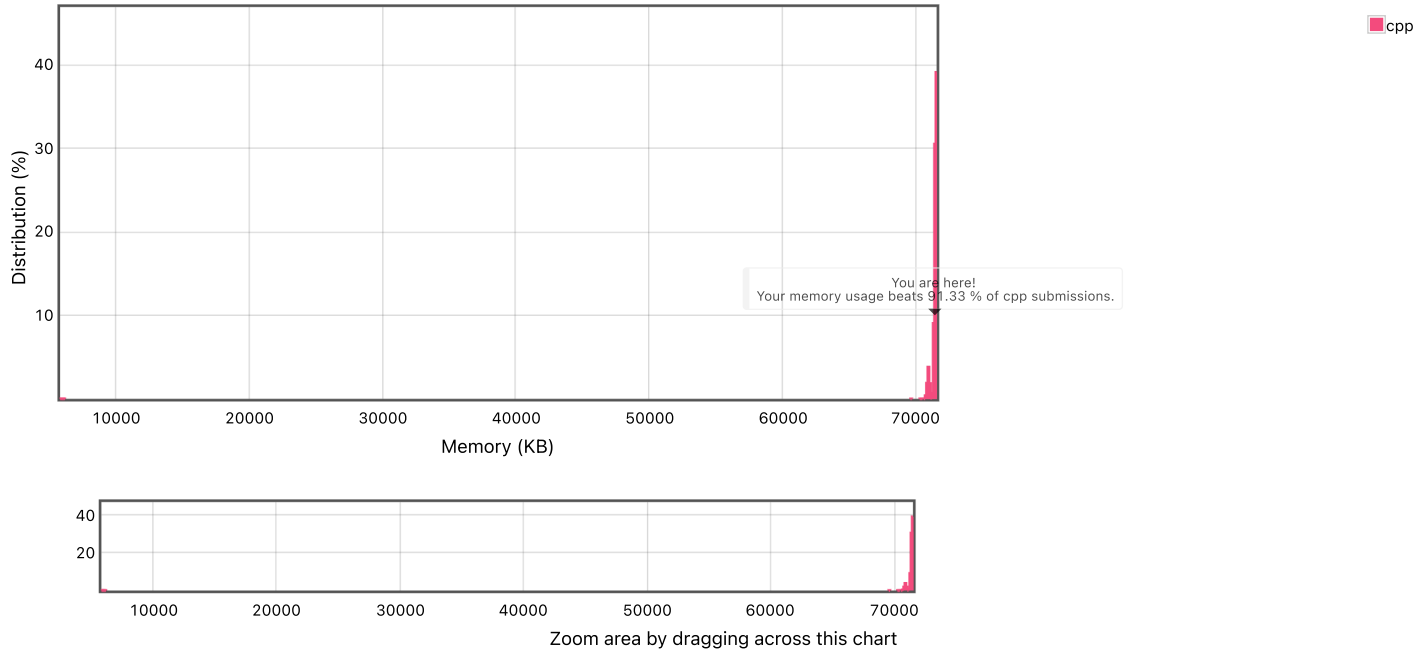 cpp
40
30
20
10
Distribution (%)
You are here!
Your memory usage beats 91.33 % of cpp submissions.
10000 20000 30000 40000 50000 60000 70000
Memory (KB)
40
20
10000 20000 30000 40000 50000 60000 70000
Zoom area by dragging across this chart